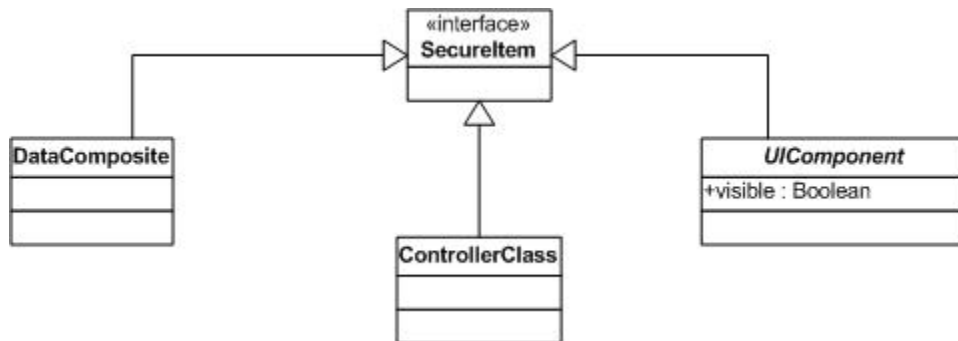 «interface»
SecureItem
DataComposite
UIComponent
+visible : Boolean
ControllerClass